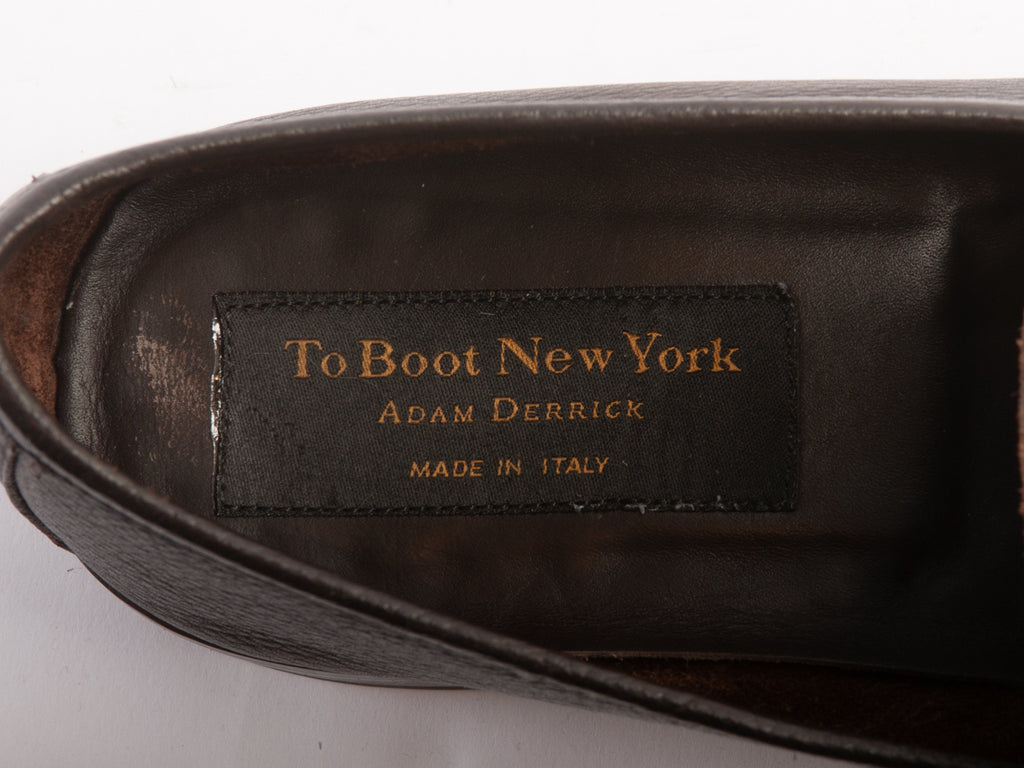 To Boot New York
Adam Derrick
MADE IN ITALY